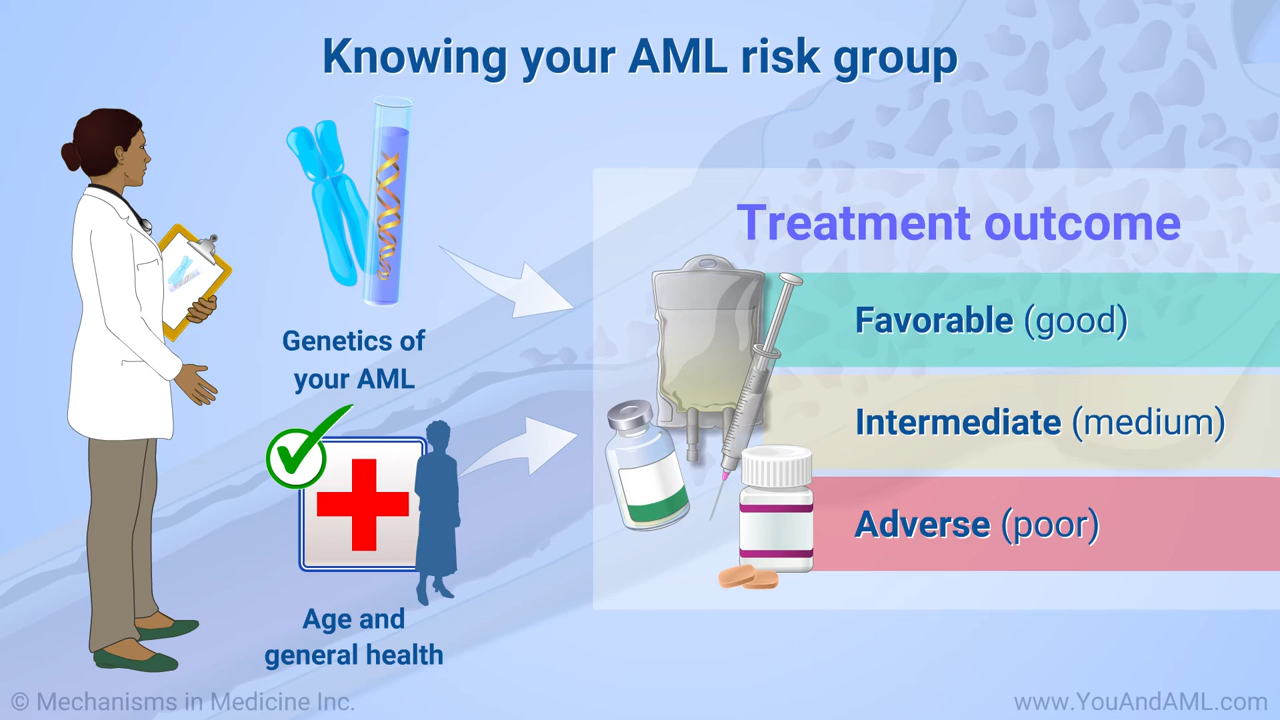 Knowing your AML risk group
Genetics of
your AML
Age and
general health
Treatment outcome
Favorable (good)
Intermediate (medium)
Adverse (poor)
© Mechanisms in Medicine Inc.
www.YouAndAML.com